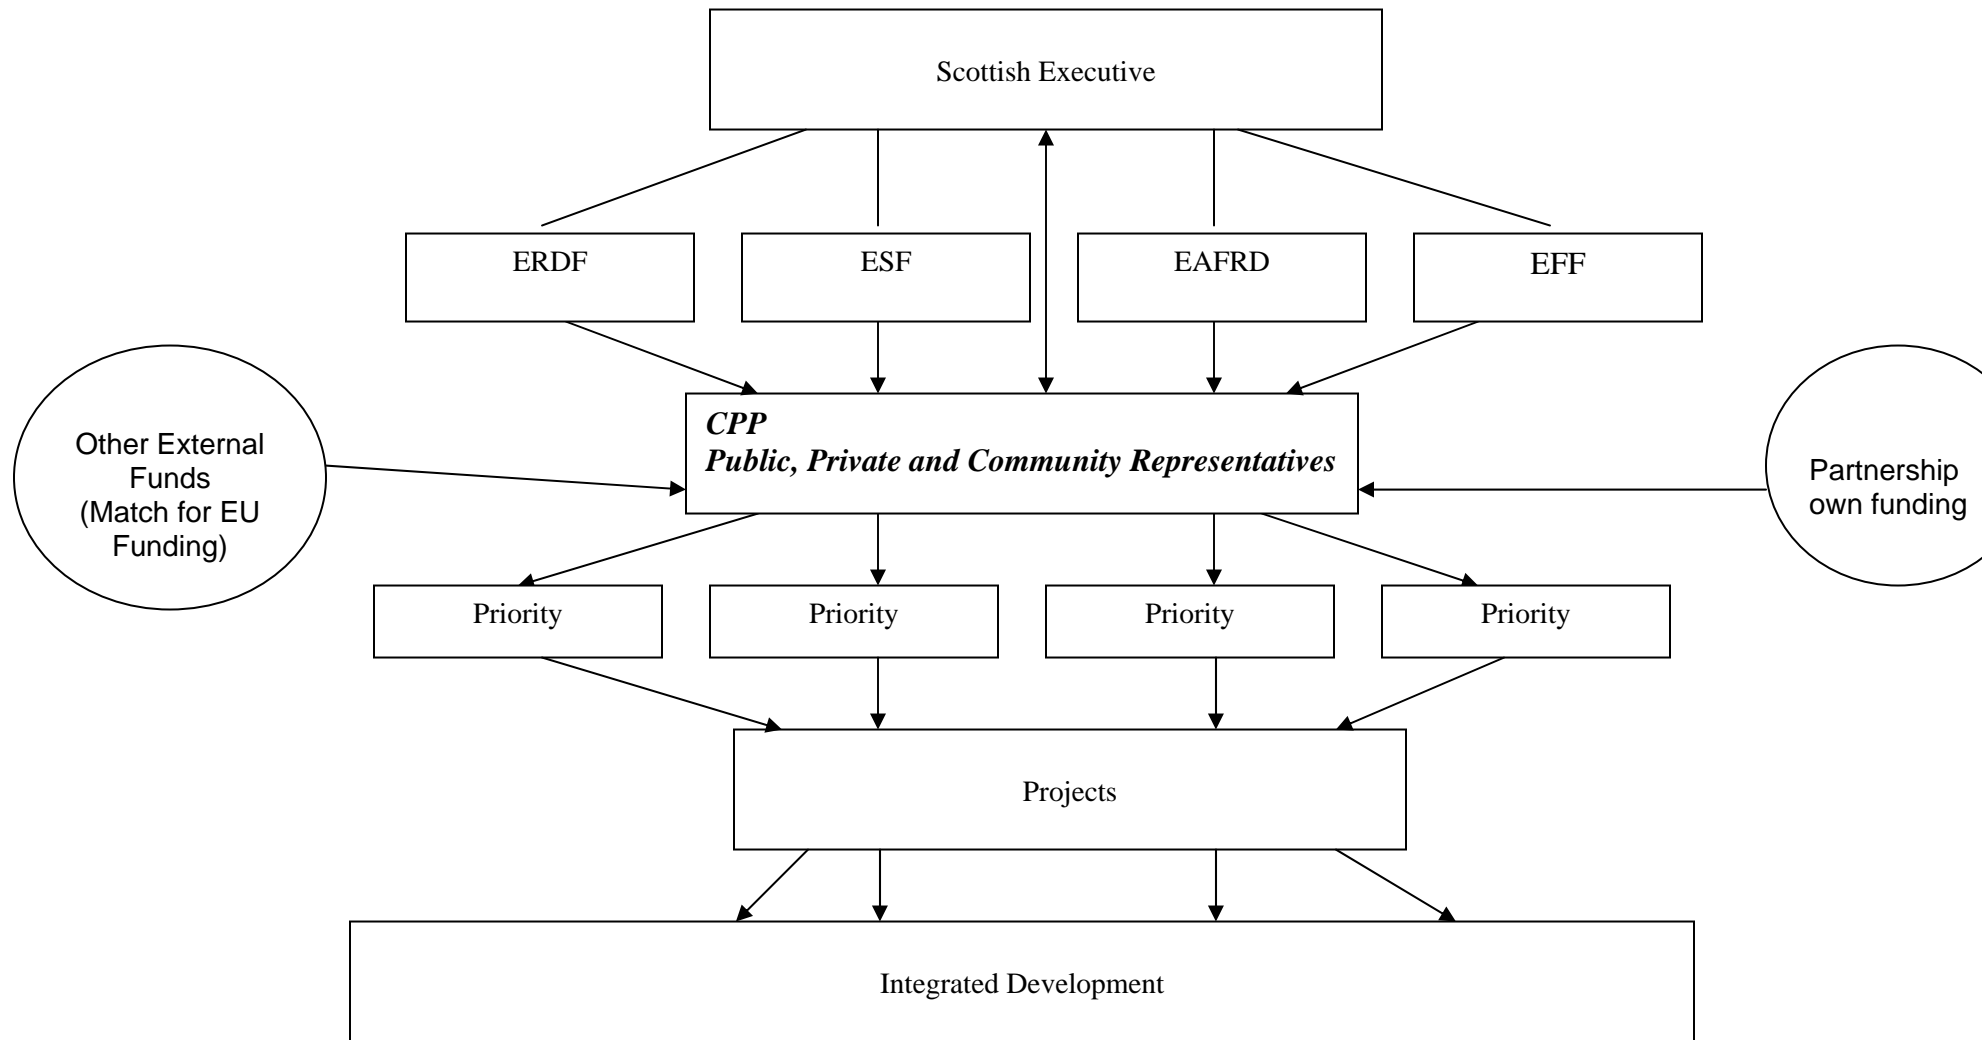 Scottish Executive
ERDF
ESF
EAFRD
EFF
Other External
Funds
(Match for EU
Funding)
CPP
Public, Private and Community Representatives
Partnership
own funding
Priority
Priority
Priority
Priority
Projects
Integrated Development